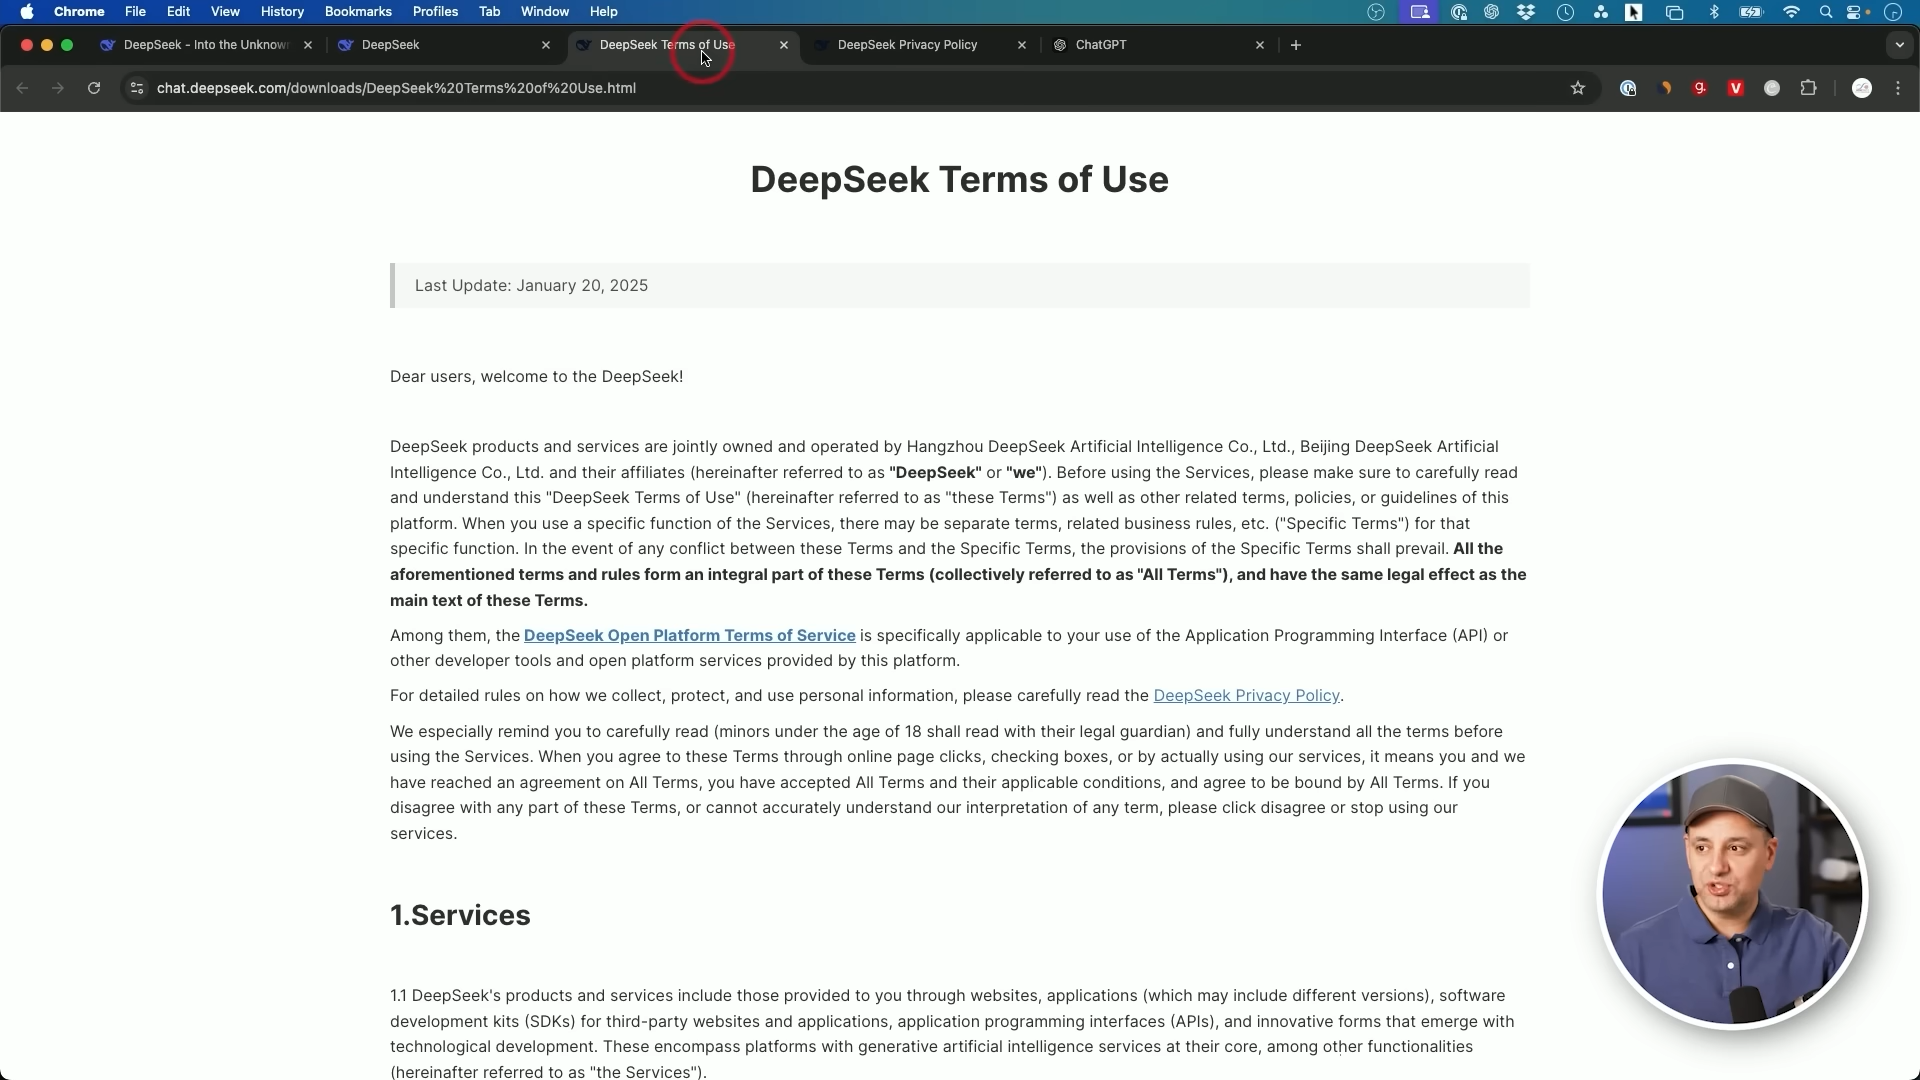 Chrome File Edit View History Bookmarks Profiles Tab Window Help
DeepSeek - Into the Unknown DeepSeek DeepSeek Terms of Use DeepSeek Privacy Policy ChatGPT
chat.deepseek.com/downloads/DeepSeek%20Terms%20of%20Use.html
DeepSeek Terms of Use
Last Update: January 20, 2025
Dear users, welcome to the DeepSeek!
DeepSeek products and services are jointly owned and operated by Hangzhou DeepSeek Artificial Intelligence Co., Ltd., Beijing DeepSeek Artificial
Intelligence Co., Ltd. and their affiliates (hereinafter referred to as "DeepSeek" or "we"). Before using the Services, please make sure to carefully read
and understand this "DeepSeek Terms of Use" (hereinafter referred to as "these Terms") as well as other related terms, policies, or guidelines of this
platform. When you use a specific function of the Services, there may be separate terms, related business rules, etc. ("Specific Terms") for that
specific function. In the event of any conflict between these Terms and the Specific Terms, the provisions of the Specific Terms shall prevail. All the
aforementioned terms and rules form an integral part of these Terms (collectively referred to as "All Terms"), and have the same legal effect as the
main text of these Terms.
Among them, the DeepSeek Open Platform Terms of Service is specifically applicable to your use of the Application Programming Interface (API) or
other developer tools and open platform services provided by this platform.
For detailed rules on how we collect, protect, and use personal information, please carefully read the DeepSeek Privacy Policy.
We especially remind you to carefully read (minors under the age of 18 shall read with their legal guardian) and fully understand all the terms before
using the Services. When you agree to these Terms through online page clicks, checking boxes, or by actually using our services, it means you and we
have reached an agreement on All Terms, you have accepted All Terms and their applicable conditions, and agree to be bound by All Terms. If you
disagree with any part of these Terms, or cannot accurately understand our interpretation of any term, please click disagree or stop using our
services.
1.Services
1.1 DeepSeek's products and services include those provided to you through websites, applications (which may include different versions), software
development kits (SDKs) for third-party websites and applications, application programming interfaces (APIs), and innovative forms that emerge with
technological development. These encompass platforms with generative artificial intelligence services at their core, among other functionalities
(hereinafter referred to as "the Services").